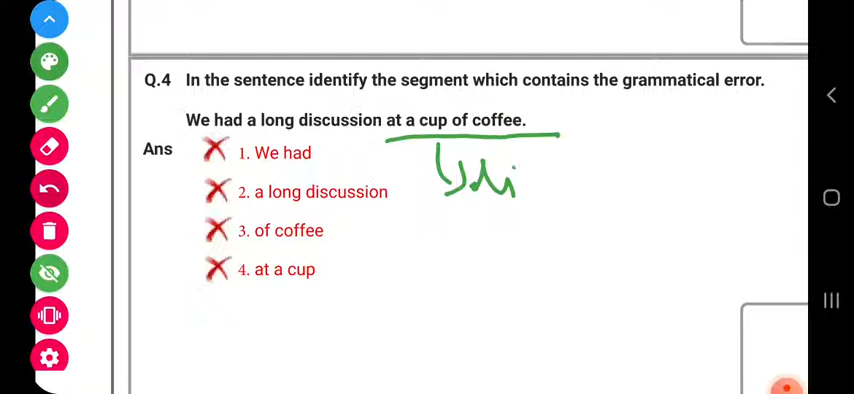 Q.4 In the sentence identify the segment which contains the grammatical error.
We had a long discussion at a cup of coffee.
Ans 1. We had
2. a long discussion
3. of coffee
4. at a cup